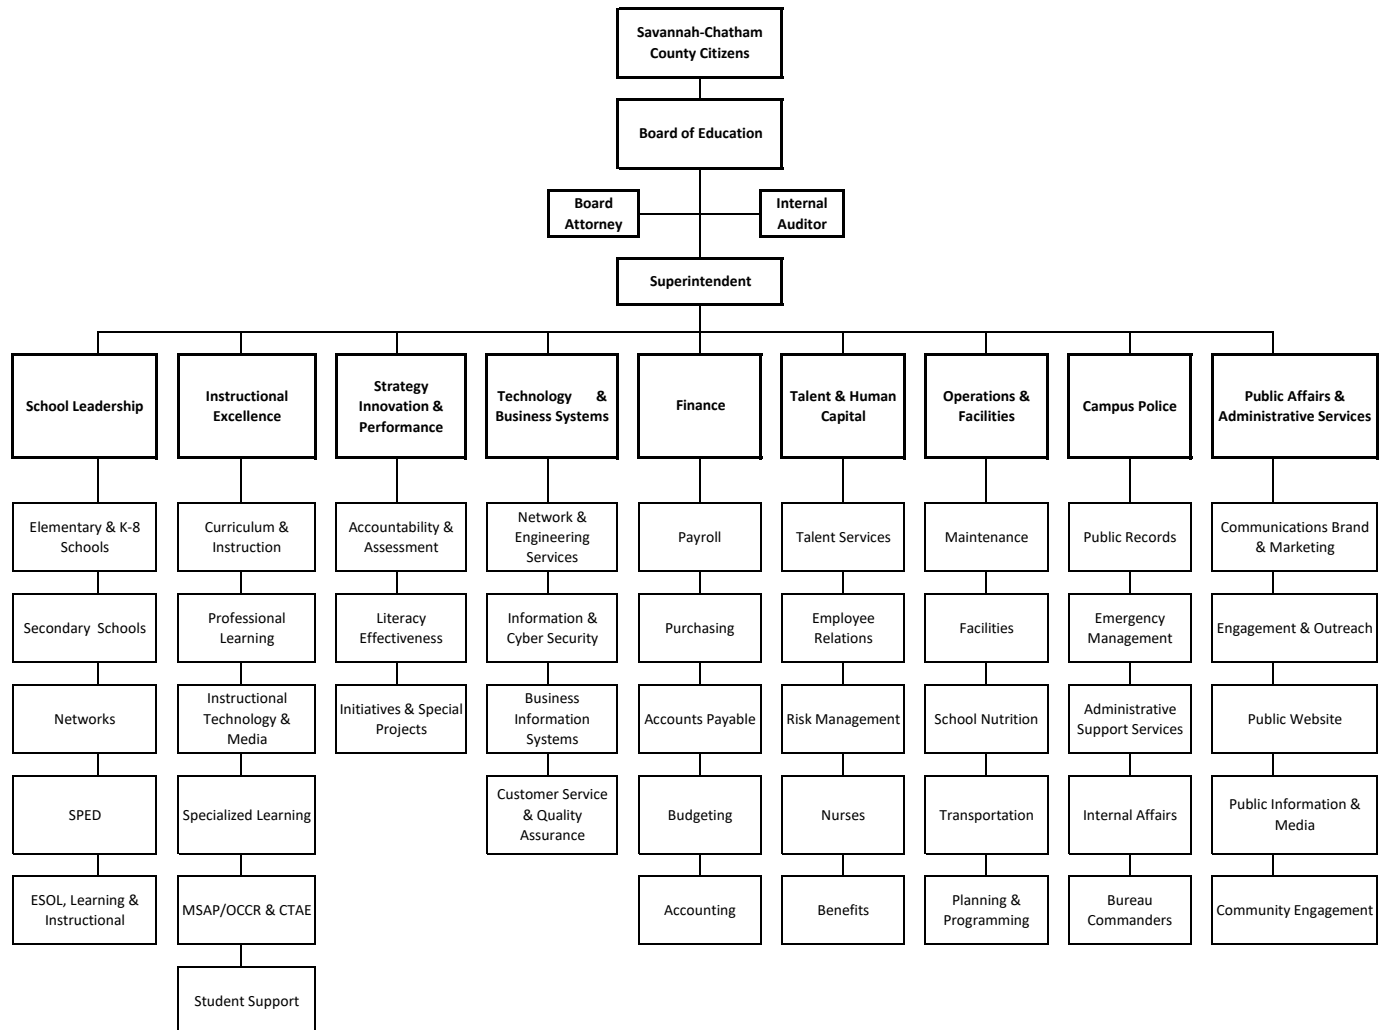 Savannah-Chatham
County Citizens
Board of Education
Board
Attorney
Internal
Auditor
Superintendent
School Leadership
Instructional
Excellence
Strategy
Innovation &
Performance
Technology &
Business Systems
Finance
Talent & Human
Capital
Operations &
Facilities
Campus Police
Public Affairs &
Administrative Services
Elementary & K-8
Schools
Curriculum &
Instruction
Accountability &
Assessment
Network &
Engineering
Services
Payroll
Talent Services
Maintenance
Public Records
Communications Brand
& Marketing
Secondary Schools
Professional
Learning
Literacy
Effectiveness
Information &
Cyber Security
Purchasing
Employee
Relations
Facilities
Emergency
Management
Engagement & Outreach
Networks
Instructional
Technology &
Media
Initiatives & Special
Projects
Business
Information
Systems
Accounts Payable
Risk Management
School Nutrition
Administrative
Support Services
Public Website
SPED
Specialized Learning
Customer Service
& Quality
Assurance
Budgeting
Nurses
Transportation
Internal Affairs
Public Information &
Media
ESOL, Learning &
Instructional
MSAP/OCCR & CTAE
Accounting
Benefits
Planning &
Programming
Bureau
Commanders
Community Engagement
Student Support